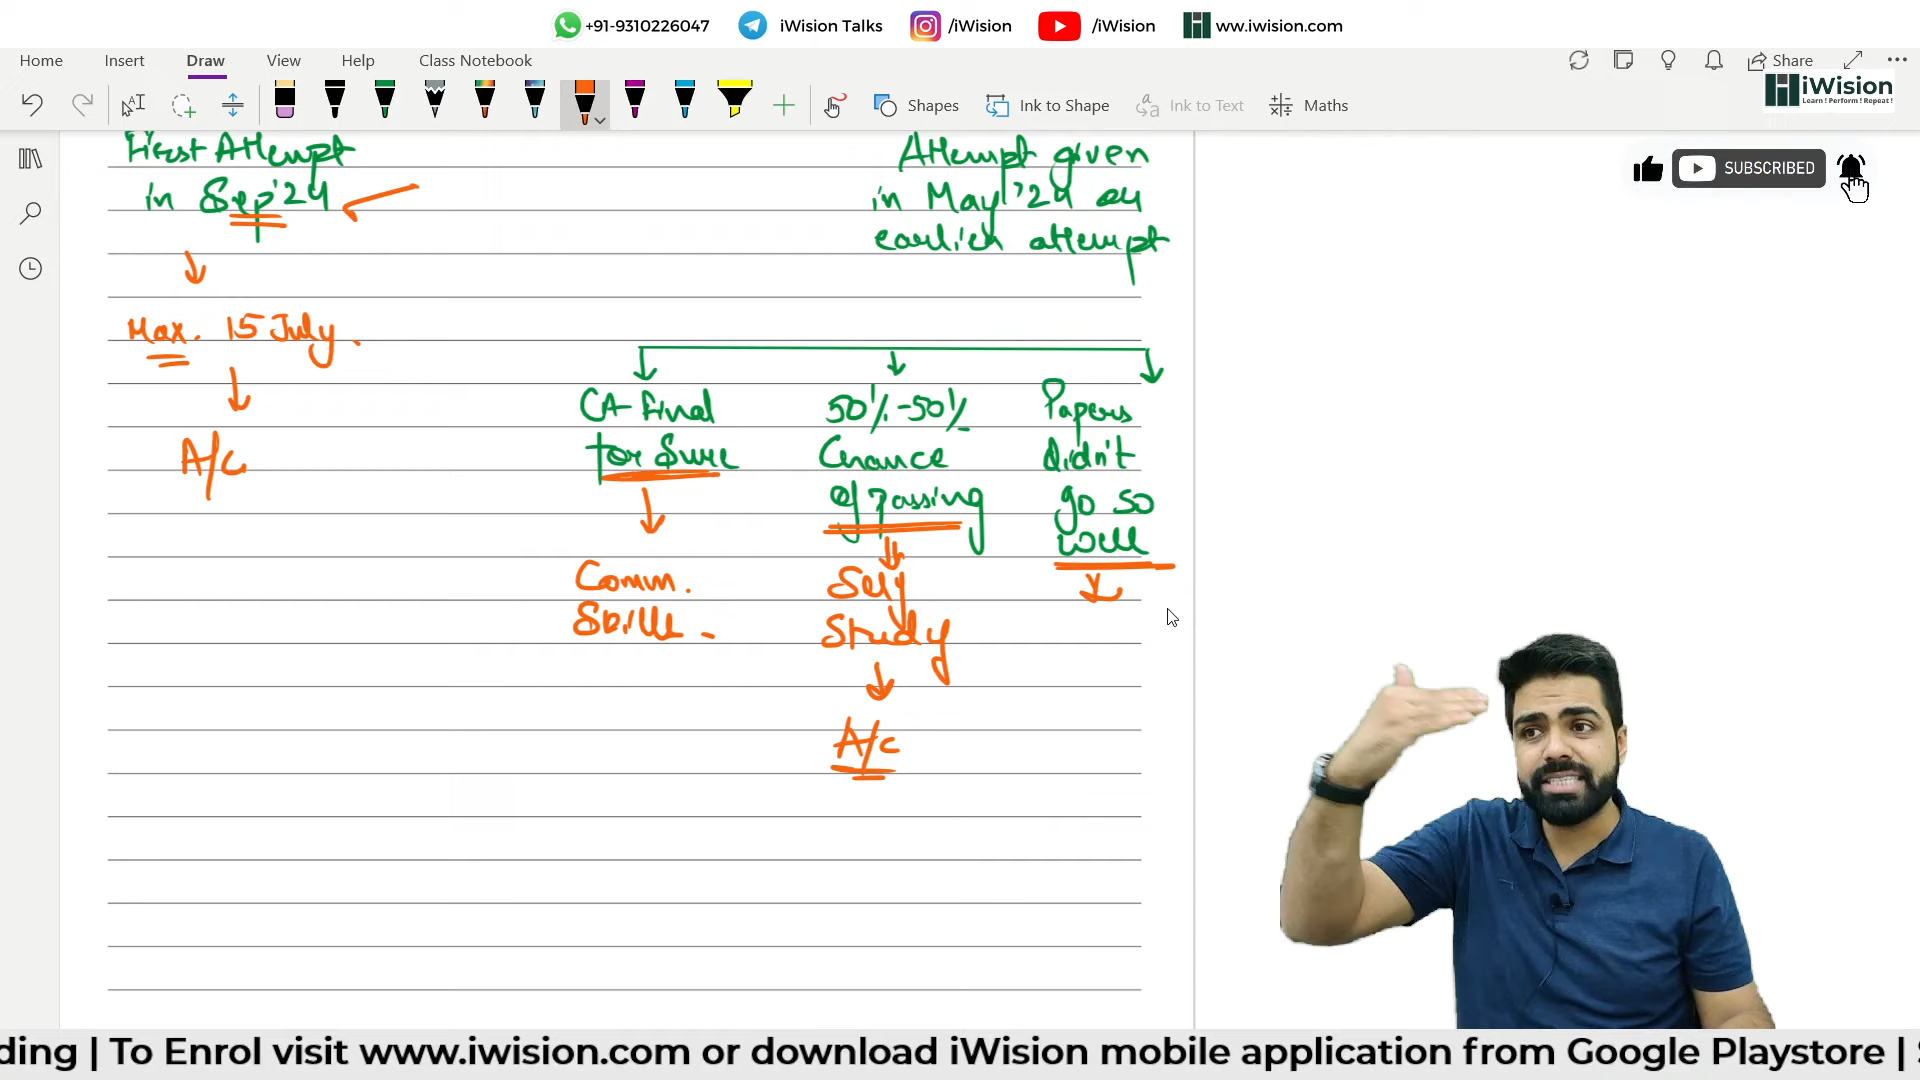 +91-9310226047 iWision Talks /iWision /iWision ww.iwision.com
Home Insert Draw View Help Class Notebook Share
Shapes Ink to Shape Ink to Text Maths
iWision
Learn ! Perform ! Repeat !
SUBSCRIBED
First Attempt
in Sep'24
Max. 15 July.
A/c
Attempt given
in May'24 or
earlier attempt
CA Final
for Sure
Comm.
Skills
50%-50%
Chance
of passing
Self
Study
A/c
Papers
didn't
go so
well
ding | To Enrol visit www.iwision.com or download iWision mobile application from Google Playstore |